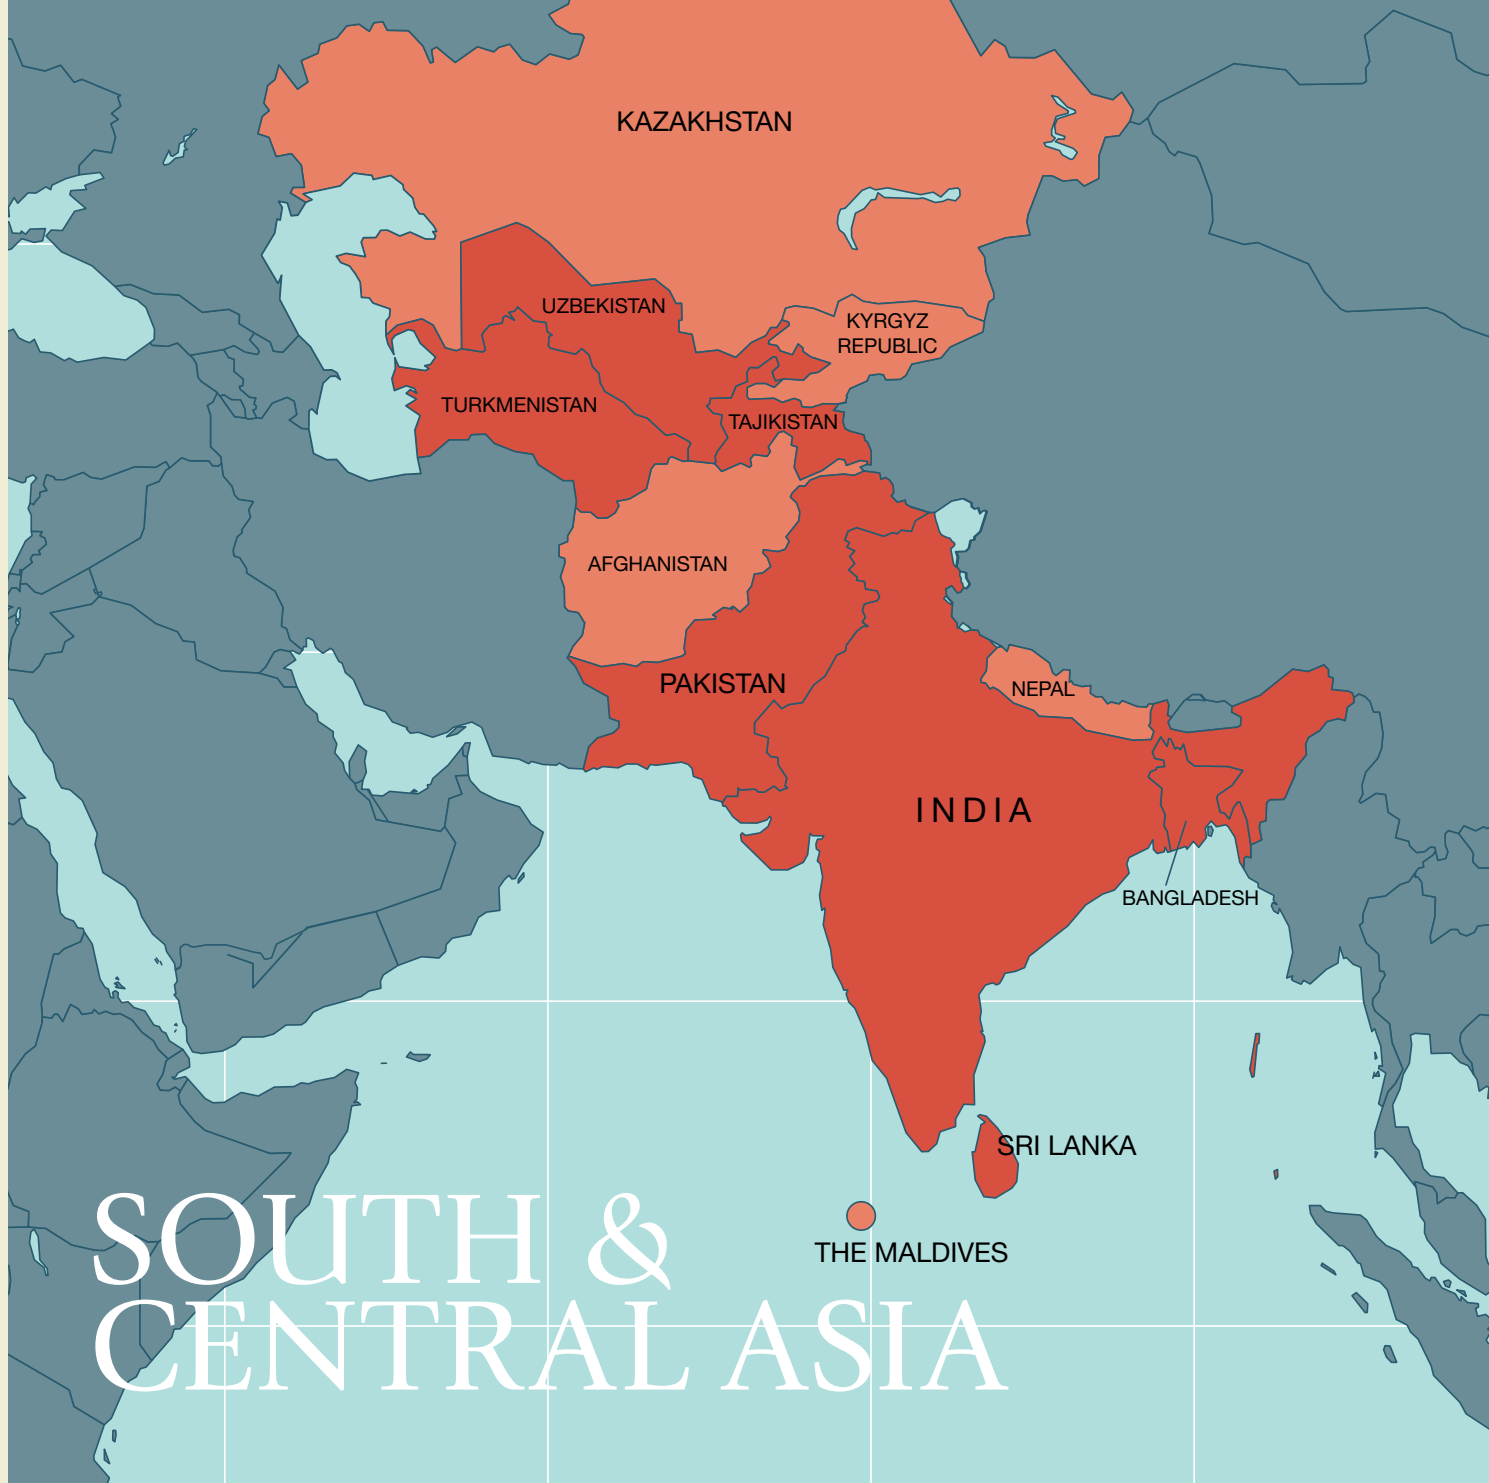 KAZAKHSTAN
UZBEKISTAN
KYRGYZ
REPUBLIC
TURKMENISTAN
TAJIKISTAN
AFGHANISTAN
PAKISTAN
NEPAL
INDIA
BANGLADESH
SRI LANKA
THE MALDIVES
SOUTH &
CENTRAL ASIA